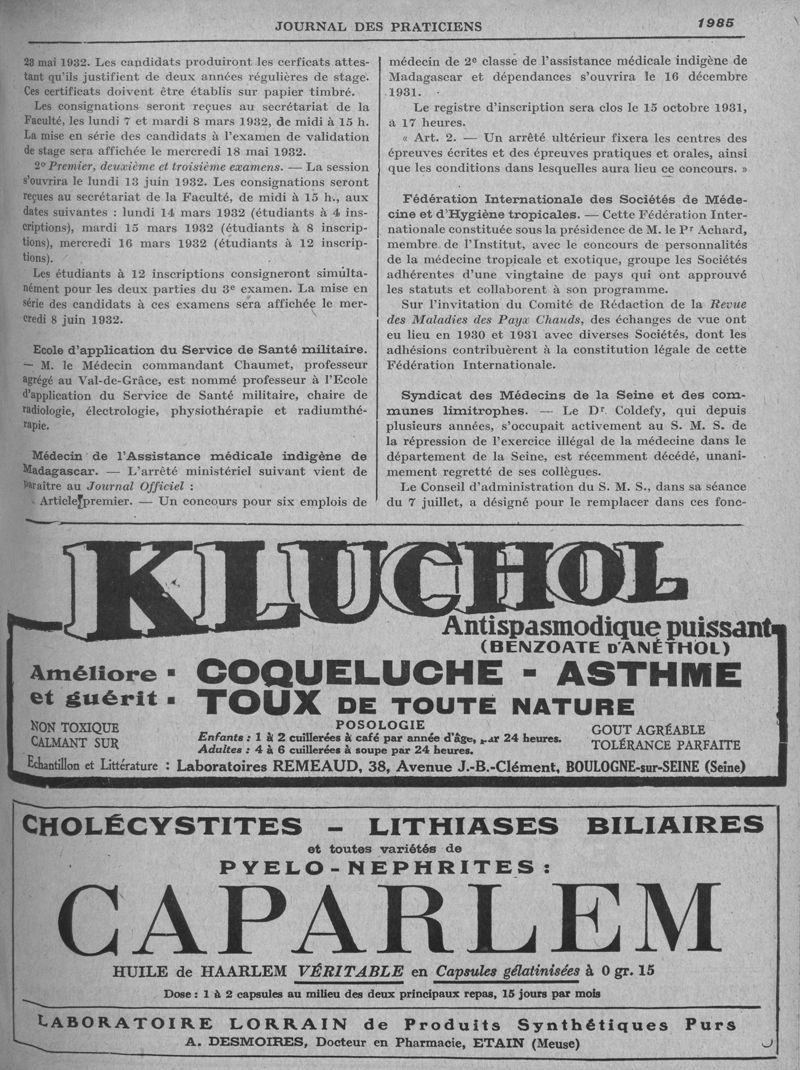 JOURNAL DES PRATICIENS
1985
28 mai 1932. Les candidats produiront les cerficats attes-
tant qu'ils justifient de deux années régulières de stage.
Ces certificats doivent être établis sur papier timbré.
Les consignations seront reçues au secrétariat de la
Faculté, les lundi 7 et mardi 8 mars 1932, de midi à 15 h.
La mise en série des candidats à l'examen de validation
de stage sera affichée le mercredi 18 mai 1932.
2º Premier, deuxième et troisième examens. — La session
s'ouvrira le lundi 13 juin 1932. Les consignations seront
reçues au secrétariat de la Faculté, de midi à 15 h., aux
dates suivantes : lundi 14 mars 1932 (étudiants à 4 ins-
criptions), mardi 15 mars 1932 (étudiants à 8 inscrip-
tions), mercredi 16 mars 1932 (étudiants à 12 inscrip-
tions).
Les étudiants à 12 inscriptions consigneront simulta-
nément pour les deux parties du 3e examen. La mise en
série des candidats à ces examens sera affichée le mer-
credi 8 juin 1932.
Ecole d'application du Service de Santé militaire.
— M. le Médecin commandant Chaumet, professeur
agrégé au Val-de-Grâce, est nommé professeur à l'Ecole
d'application du Service de Santé militaire, chaire de
radiologie, électrologie, physiothérapie et radiumthé-
rapie.
Médecin de l'Assistance médicale indigène de
Madagascar. — L'arrêté ministériel suivant vient de
paraître au Journal Officiel :
Article premier. — Un concours pour six emplois de
médecin de 2e classe de l'assistance médicale indigène de
Madagascar et dépendances s'ouvrira le 16 décembre
1931.
Le registre d'inscription sera clos le 15 octobre 1931,
à 17 heures.
« Art. 2. — Un arrêté ultérieur fixera les centres des
épreuves écrites et des épreuves pratiques et orales, ainsi
que les conditions dans lesquelles aura lieu ce concours. »
Fédération Internationale des Sociétés de Méde-
cine et d'Hygiène tropicales. — Cette Fédération Inter-
nationale constituée sous la présidence de M. le Pr Achard,
membre de l'Institut, avec le concours de personnalités
de la médecine tropicale et exotique, groupe les Sociétés
adhérentes d'une vingtaine de pays qui ont approuvé
les statuts et collaborent à son programme.
Sur l'invitation du Comité de Rédaction de la Revue
des Maladies des Payx Chauds, des échanges de vue ont
eu lieu en 1930 et 1931 avec diverses Sociétés, dont les
adhésions contribuèrent à la constitution légale de cette
Fédération Internationale.
Syndicat des Médecins de la Seine et des com-
munes limitrophes. — Le Dr. Coldefy, qui depuis
plusieurs années, s'occupait activement au S. M. S. de
la répression de l'exercice illégal de la médecine dans le
département de la Seine, est récemment décédé, unani-
mement regretté de ses collègues.
Le Conseil d'administration du S. M. S., dans sa séance
du 7 juillet, a désigné pour le remplacer dans ces fonc-
KLUCHOL
Antispasmodique puissant
(BENZOATE D'ANÉTHOL)
Améliore COQUELUCHE - ASTHME
et guérit TOUX DE TOUTE NATURE
NON TOXIQUE
CALMANT SUR
POSOLOGIE
Enfants : 1 à 2 cuillerées à café par année d'âge, par 24 heures.
Adultes : 4 à 6 cuillerées à soupe par 24 heures.
GOUT AGRÉABLE
TOLÉRANCE PARFAITE
Echantillon et Littérature : Laboratoires REMEAUD, 38, Avenue J.-B.-Clément, BOULOGNE-sur-SEINE (Seine)
CHOLÉCYSTITES - LITHIASES BILIAIRES
et toutes variétés de
PYELO-NEPHRITES :
CAPARLEM
HUILE de HAARLEM VÉRITABLE en Capsules gélatinisées à 0 gr. 15
Dose : 1 à 2 capsules au milieu des deux principaux repas, 15 jours par mois
LABORATOIRE LORRAIN de Produits Synthétiques Purs
A. DESMOIRES, Docteur en Pharmacie, ETAIN (Meuse)